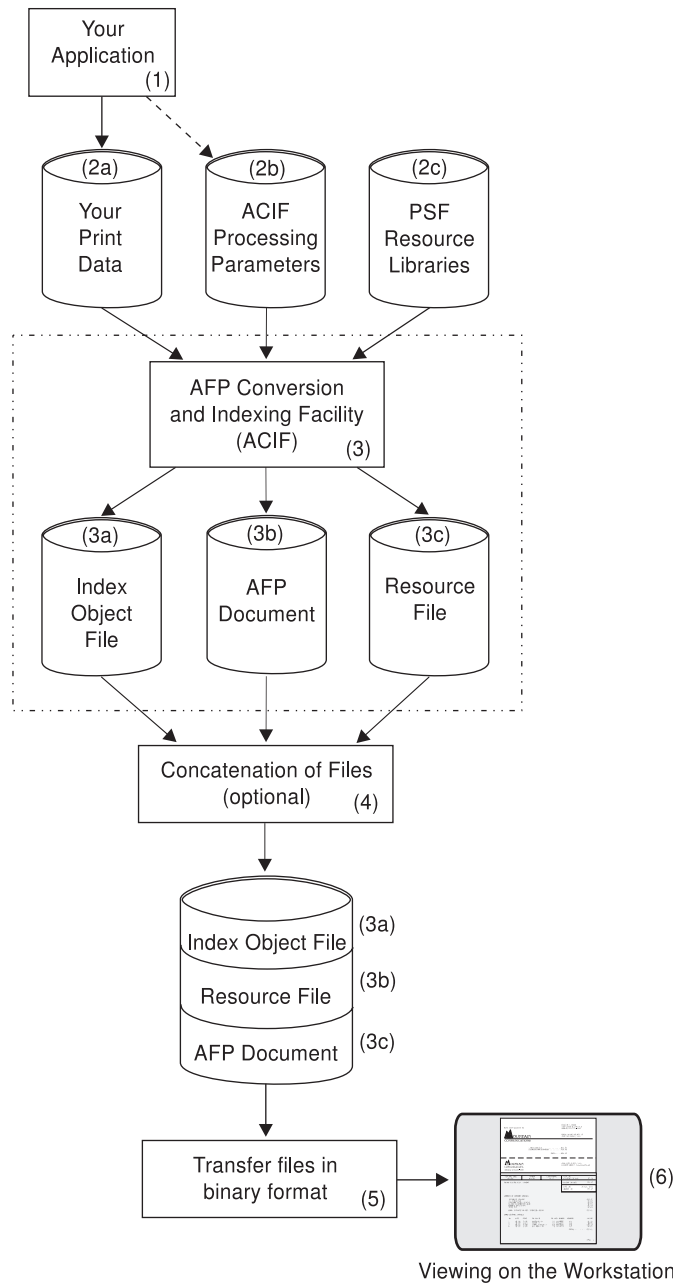 Your
Application
(1)
(2a)
Your
Print
Data
(2b)
ACIF
Processing
Parameters
(2c)
PSF
Resource
Libraries
AFP Conversion
and Indexing Facility
(ACIF)
(3)
(3a)
Index
Object
File
(3b)
AFP
Document
(3c)
Resource
File
Concatenation of Files
(optional)
(4)
Index Object File
(3a)
Resource File
(3b)
AFP Document
(3c)
Transfer files in
binary format
(5)
(6)
Viewing on the Workstation